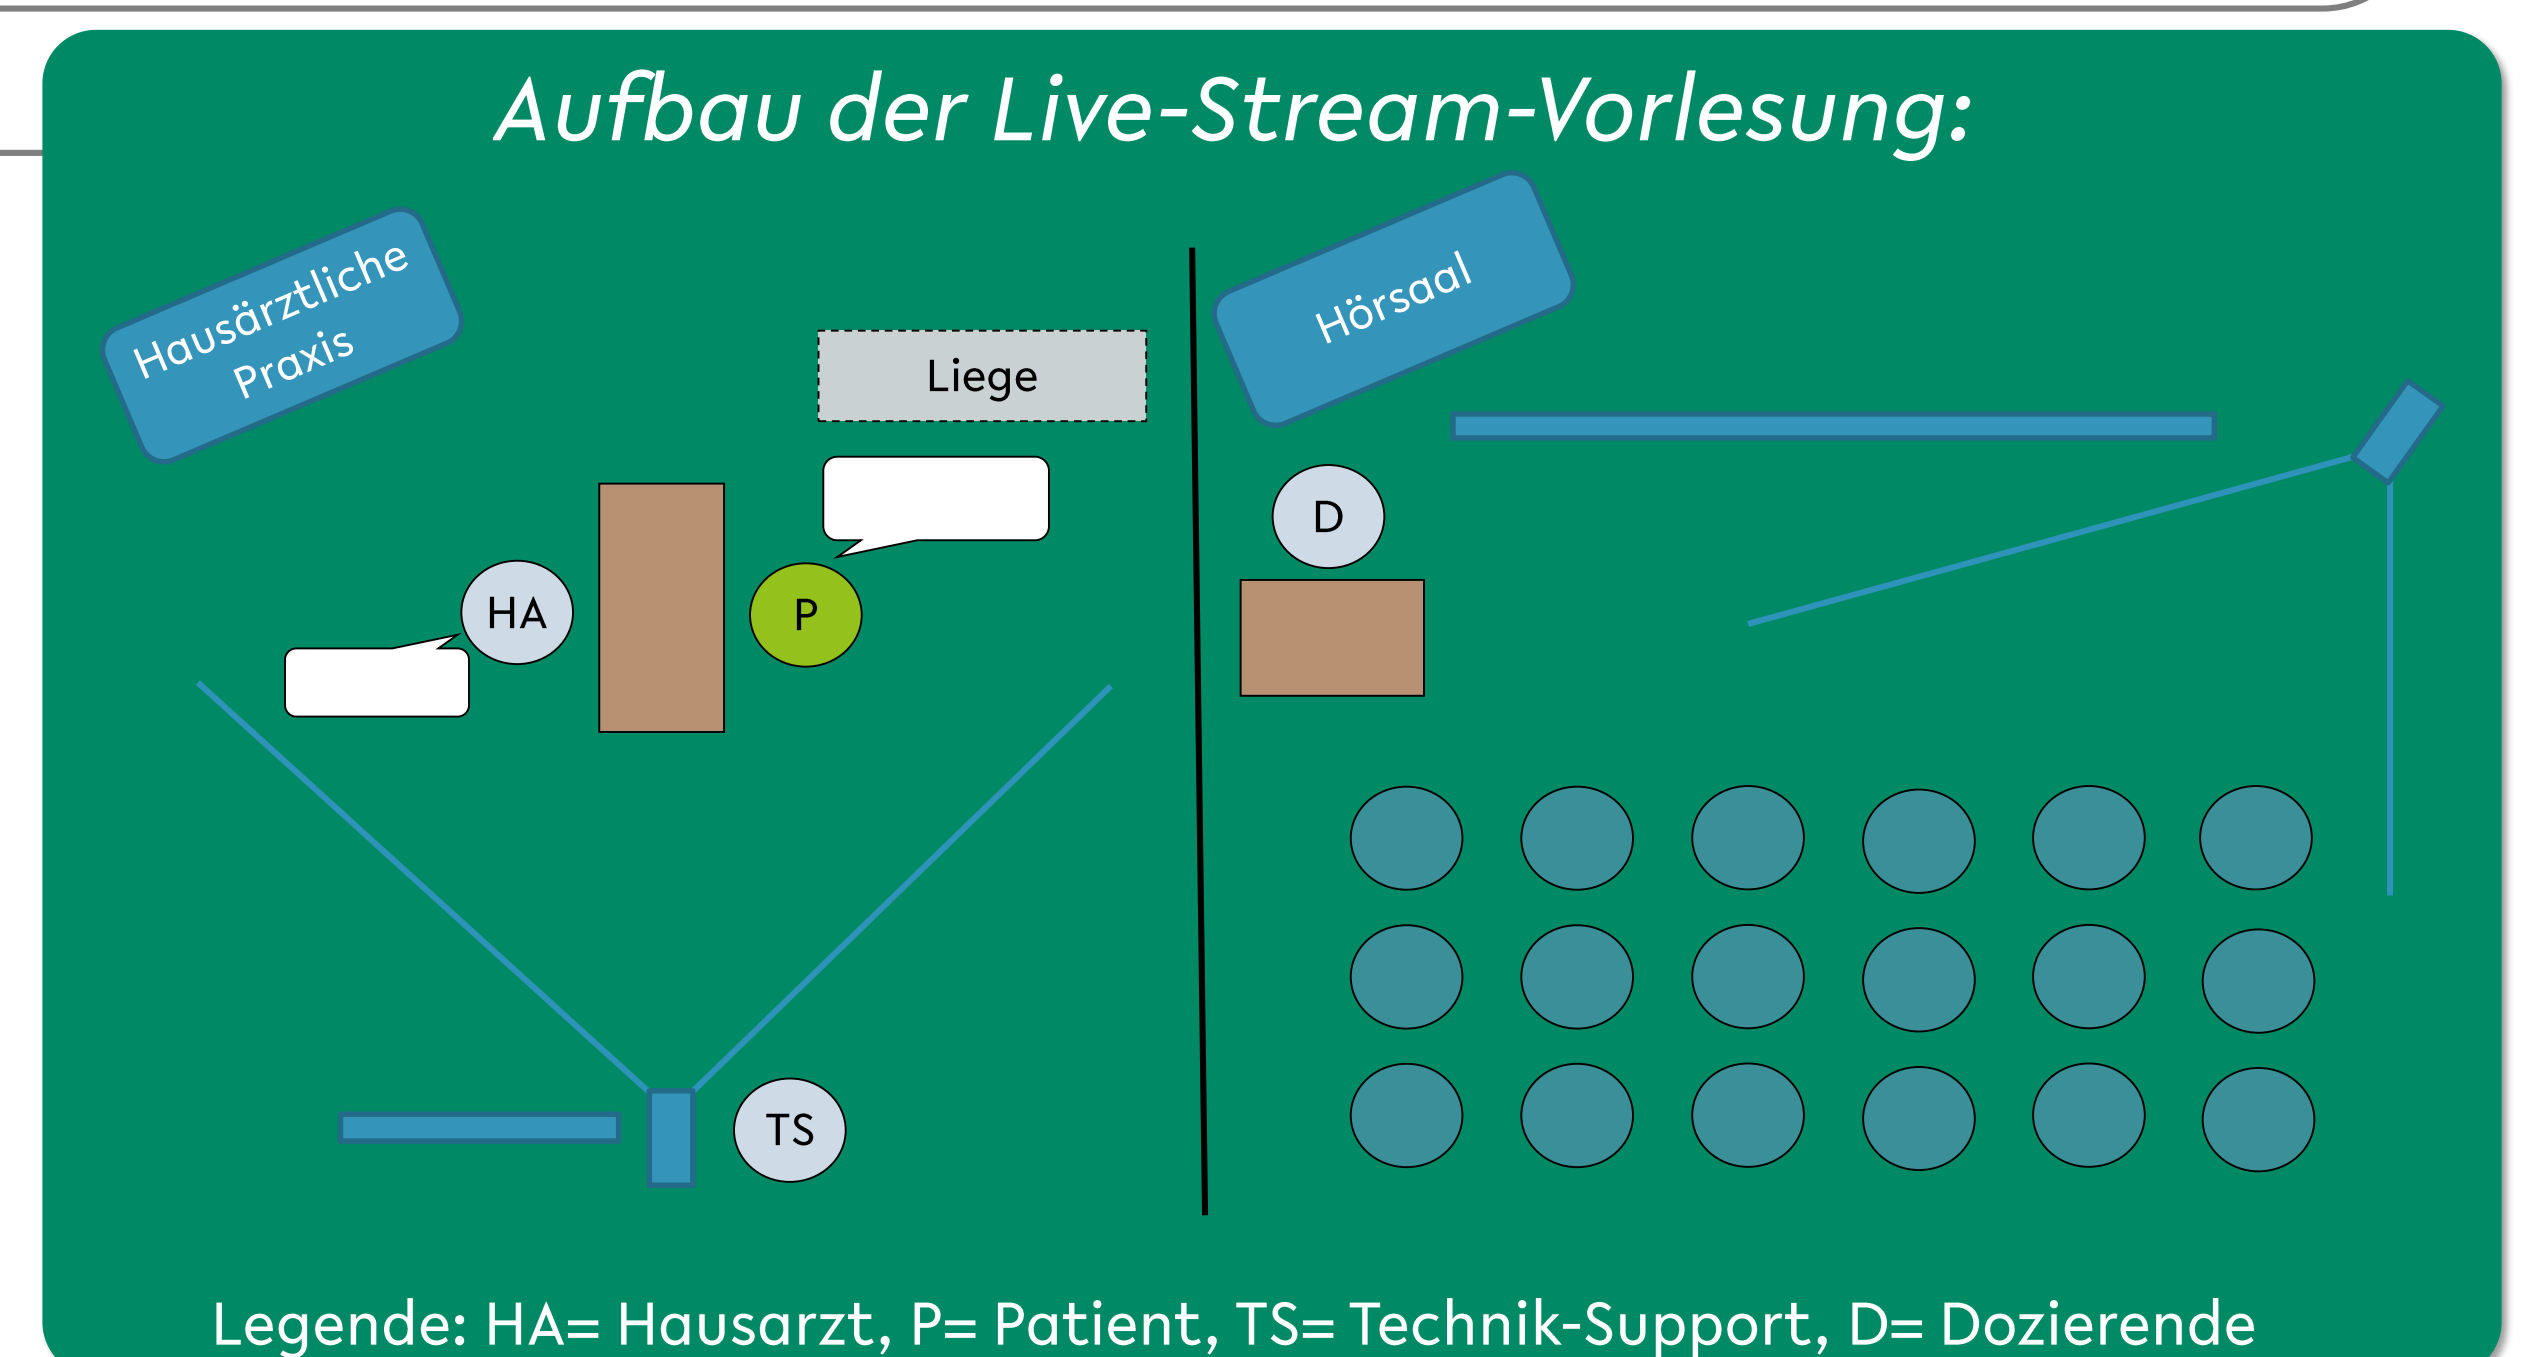 Aufbau der Live-Stream-Vorlesung:
Hausärztliche
Praxis
Hörsaal
Liege
D
HA
P
TS
Legende: HA= Hausarzt, P= Patient, TS= Technik-Support, D= Dozierende